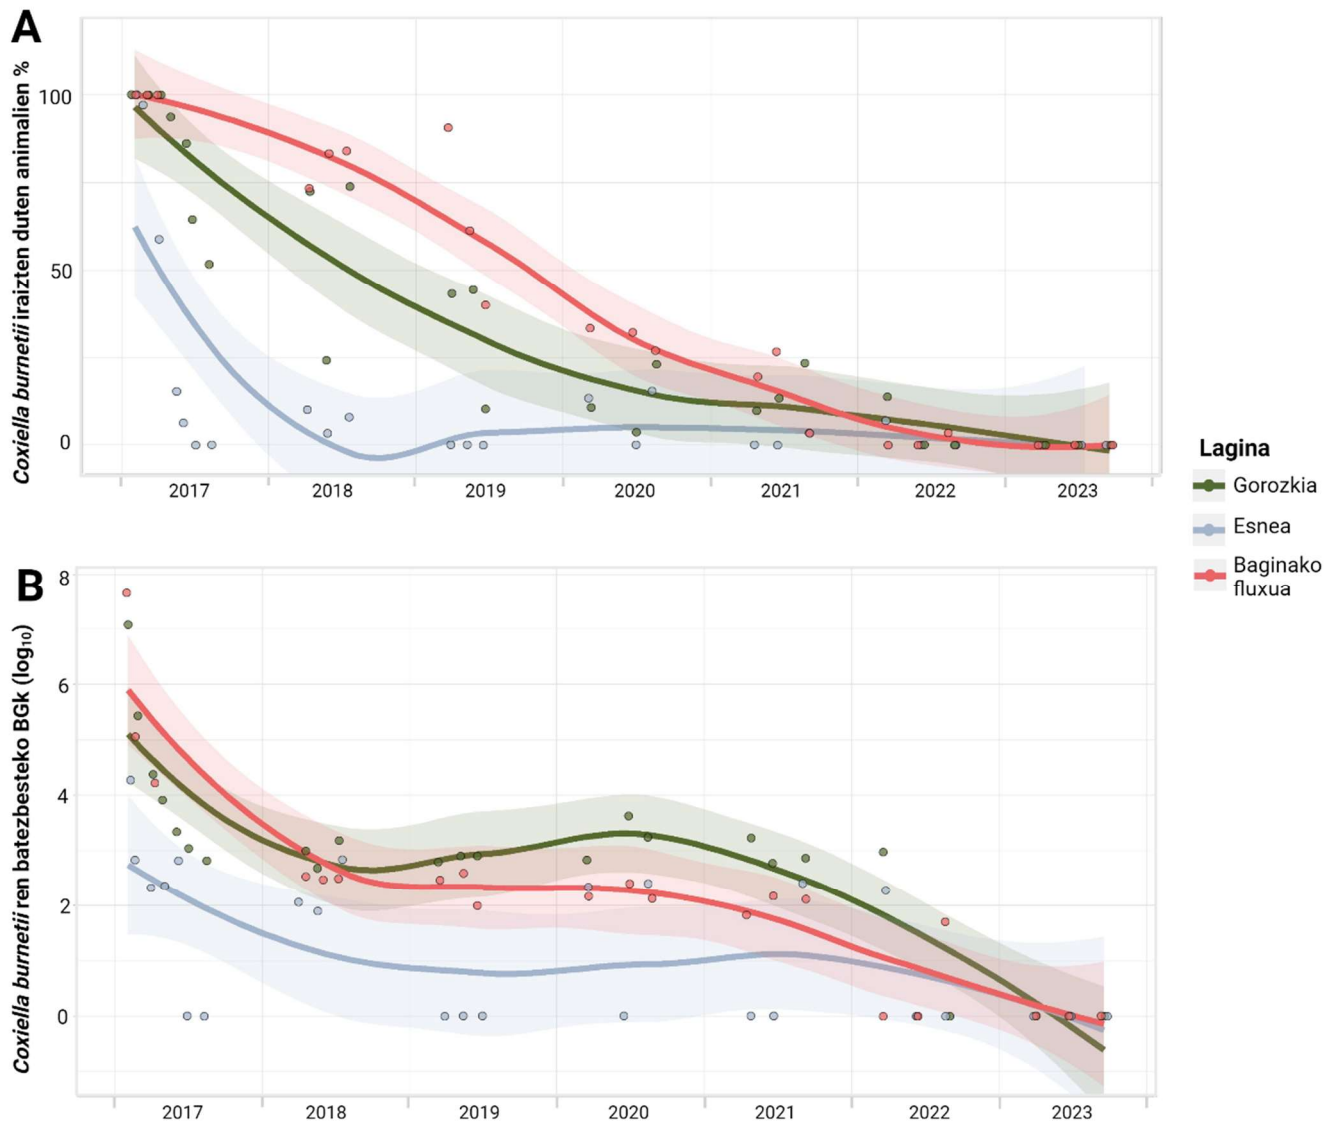 A
Coxiella burnetii iraizten duten animalien %
100
50
0
2017 2018 2019 2020 2021 2022 2023
Lagina
Gorozkia
Esnea
Baginako
fluxua
B
Coxiella burnetii ren batezbesteko BGk (log₁₀)
8
6
4
2
0
2017 2018 2019 2020 2021 2022 2023